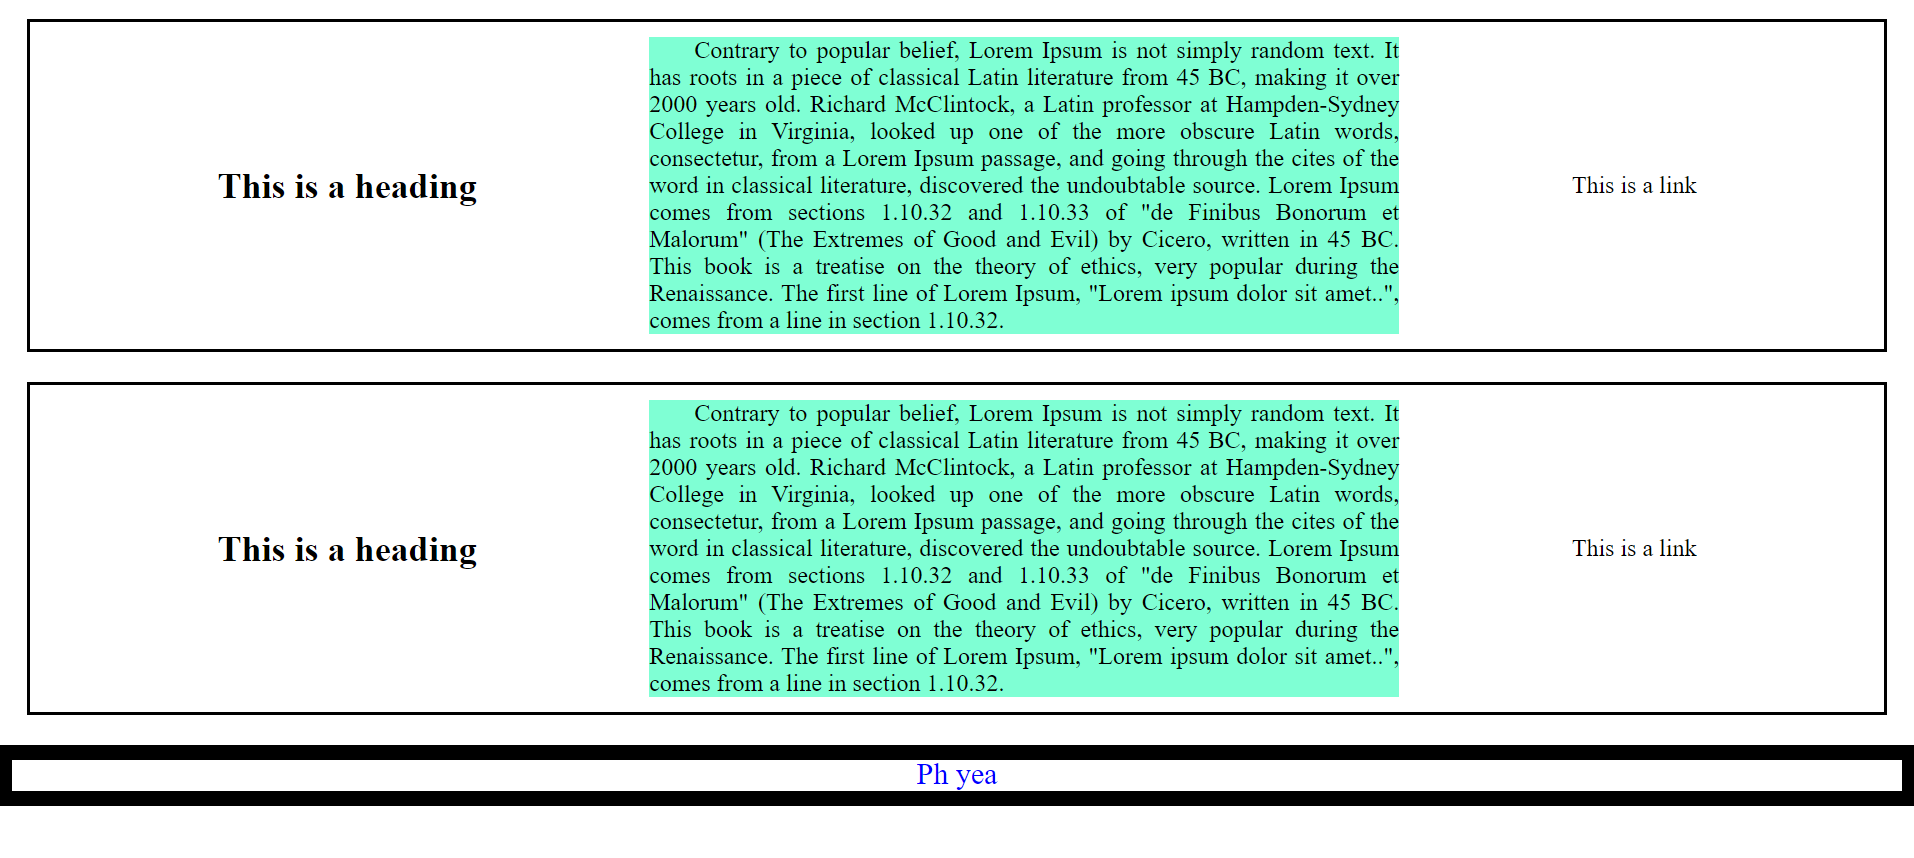 This is a heading
Contrary to popular belief, Lorem Ipsum is not simply random text. It
has roots in a piece of classical Latin literature from 45 BC, making it over
2000 years old. Richard McClintock, a Latin professor at Hampden-Sydney
College in Virginia, looked up one of the more obscure Latin words,
consectetur, from a Lorem Ipsum passage, and going through the cites of the
word in classical literature, discovered the undoubtable source. Lorem Ipsum
comes from sections 1.10.32 and 1.10.33 of "de Finibus Bonorum et
Malorum" (The Extremes of Good and Evil) by Cicero, written in 45 BC.
This book is a treatise on the theory of ethics, very popular during the
Renaissance. The first line of Lorem Ipsum, "Lorem ipsum dolor sit amet..",
comes from a line in section 1.10.32.
This is a link
This is a heading
Contrary to popular belief, Lorem Ipsum is not simply random text. It
has roots in a piece of classical Latin literature from 45 BC, making it over
2000 years old. Richard McClintock, a Latin professor at Hampden-Sydney
College in Virginia, looked up one of the more obscure Latin words,
consectetur, from a Lorem Ipsum passage, and going through the cites of the
word in classical literature, discovered the undoubtable source. Lorem Ipsum
comes from sections 1.10.32 and 1.10.33 of "de Finibus Bonorum et
Malorum" (The Extremes of Good and Evil) by Cicero, written in 45 BC.
This book is a treatise on the theory of ethics, very popular during the
Renaissance. The first line of Lorem Ipsum, "Lorem ipsum dolor sit amet..",
comes from a line in section 1.10.32.
This is a link
Ph yea